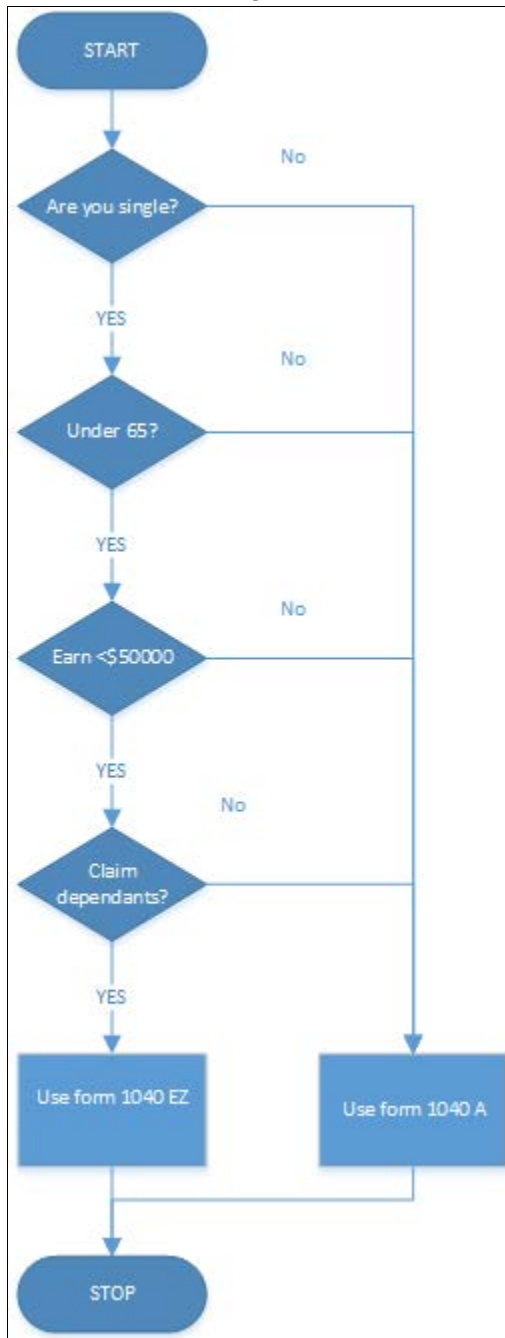 START
No
Are you single?
YES
No
Under 65?
YES
No
Earn <$50000
YES
No
Claim
dependants?
YES
Use form 1040 EZ
Use form 1040 A
STOP